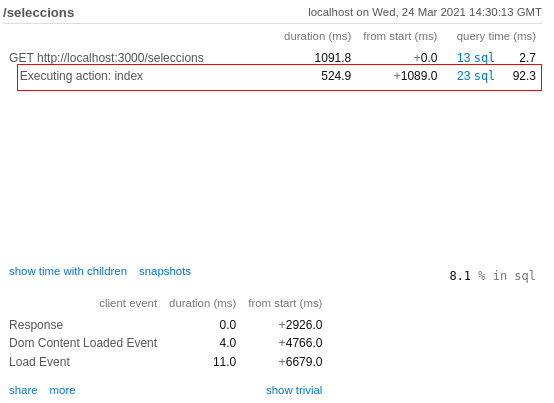 /seleccions localhost on Wed, 24 Mar 2021 14:30:13 GMT
duration (ms) from start (ms) query time (ms)
GET http://localhost:3000/seleccions 1091.8 +0.0 13 sql 2.7
Executing action: index 524.9 +1089.0 23 sql 92.3
show time with children snapshots 8.1 % in sql
client event duration (ms) from start (ms)
Response 0.0 +2926.0
Dom Content Loaded Event 4.0 +4766.0
Load Event 11.0 +6679.0
share more show trivial